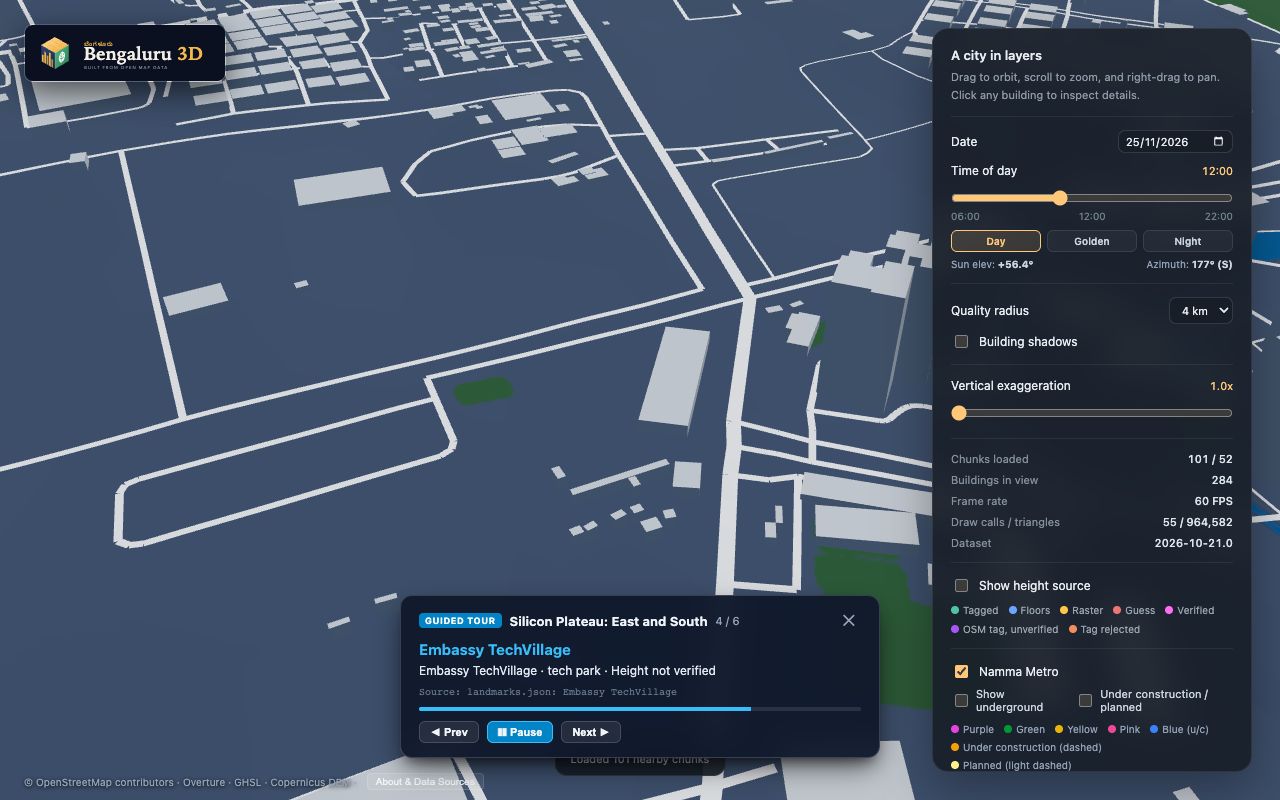 Bengaluru 3D
BUILT FROM OPEN MAP DATA
A city in layers
Drag to orbit, scroll to zoom, and right-drag to pan.
Click any building to inspect details.
Date 25/11/2026
Time of day 12:00
06:00 12:00 22:00
Day Golden Night
Sun elev: +56.4° Azimuth: 177° (S)
Quality radius 4 km
Building shadows
Vertical exaggeration 1.0x
Chunks loaded 101 / 52
Buildings in view 284
Frame rate 60 FPS
Draw calls / triangles 55 / 964,582
Dataset 2026-10-21.0
Show height source
Tagged Floors Raster Guess Verified
OSM tag, unverified Tag rejected
Namma Metro
Show underground Under construction / planned
Purple Green Yellow Pink Blue (u/c)
Under construction (dashed)
Planned (light dashed)
GUIDED TOUR Silicon Plateau: East and South 4 / 6
Embassy TechVillage
Embassy TechVillage · tech park · Height not verified
Source: landmarks.json: Embassy TechVillage
◀ Prev Pause Next ▶
Loaded 101 nearby chunks
© OpenStreetMap contributors · Overture · GHSL · Copernicus DEM About & Data Sources